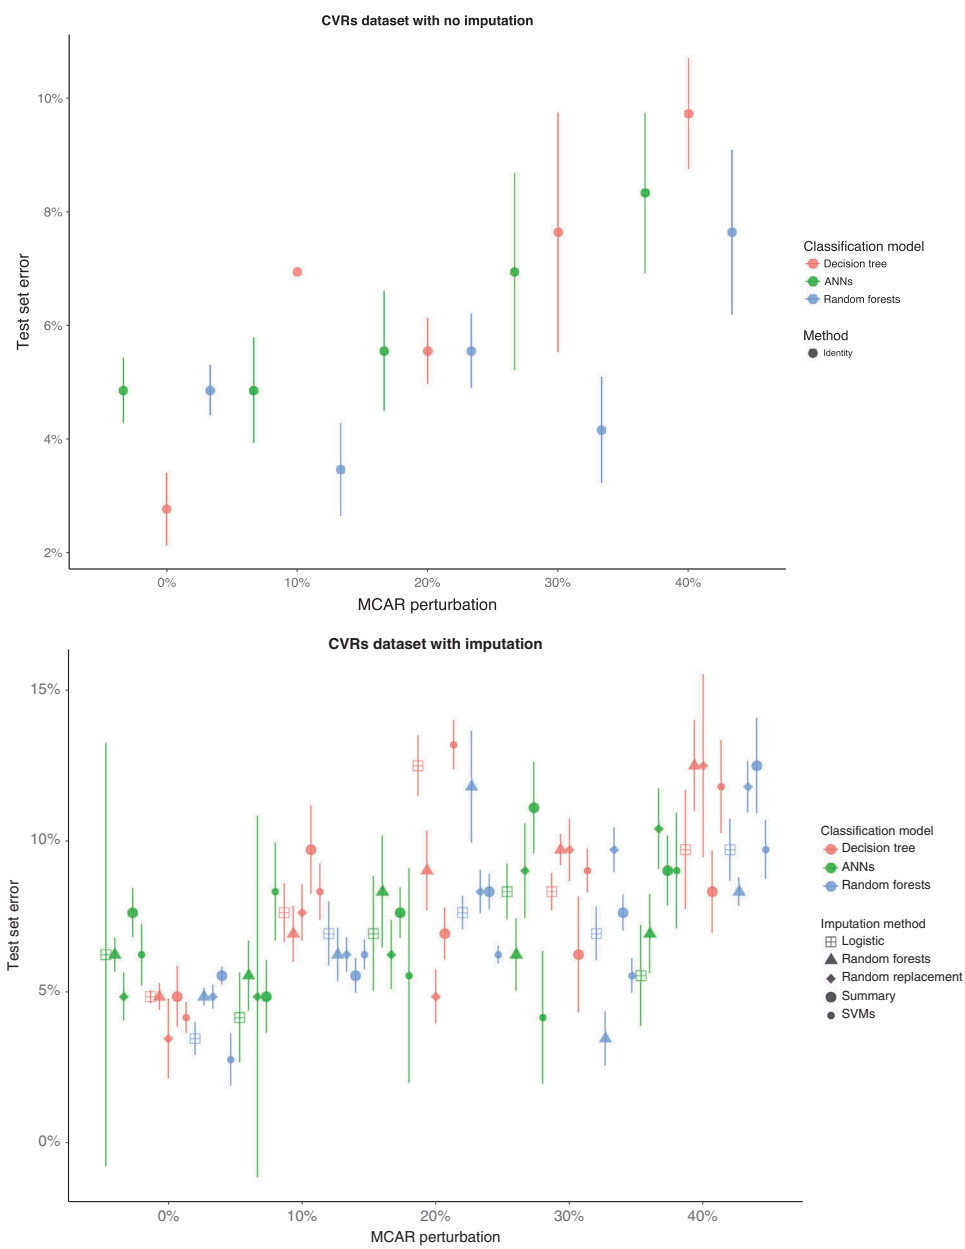 CVRs dataset with no imputation
10%
8%
6%
4%
2%
Test set error
0% 10% 20% 30% 40%
MCAR perturbation
Classification model
Decision tree
ANNs
Random forests
Method
Identity
CVRs dataset with imputation
15%
10%
5%
0%
Test set error
0% 10% 20% 30% 40%
MCAR perturbation
Classification model
Decision tree
ANNs
Random forests
Imputation method
Logistic
Random forests
Random replacement
Summary
SVMs